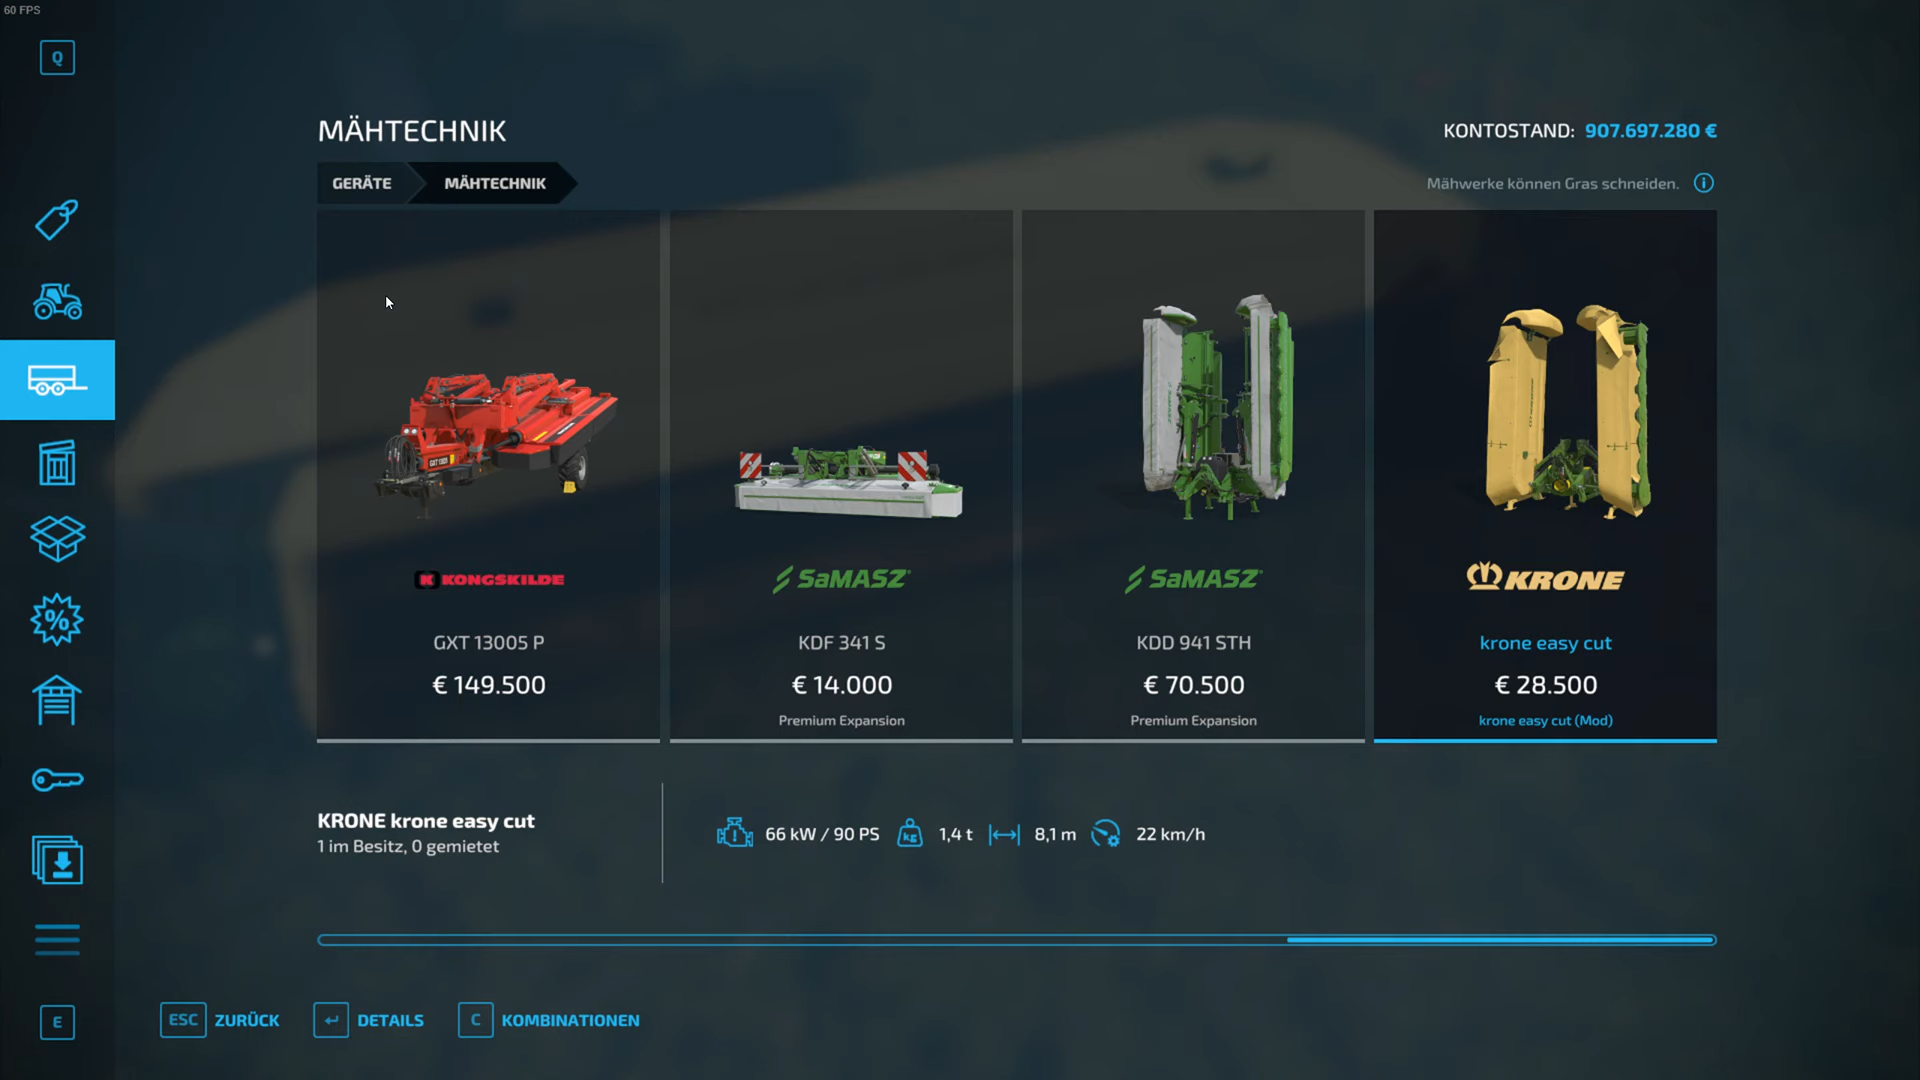 60 FPS
Q
MÄHTECHNIK
KONTOSTAND: 907.697.280 €
GERÄTE MÄHTECHNIK
Mähwerke können Gras schneiden.
KONGSKILDE
GXT 13005 P
€ 149.500
SaMASZ
KDF 341 S
€ 14.000
Premium Expansion
SaMASZ
KDD 941 STH
€ 70.500
Premium Expansion
KRONE
krone easy cut
€ 28.500
krone easy cut (Mod)
KRONE krone easy cut
1 im Besitz, 0 gemietet
66 kW / 90 PS 1,4 t 8,1 m 22 km/h
E
ESC ZURÜCK DETAILS C KOMBINATIONEN